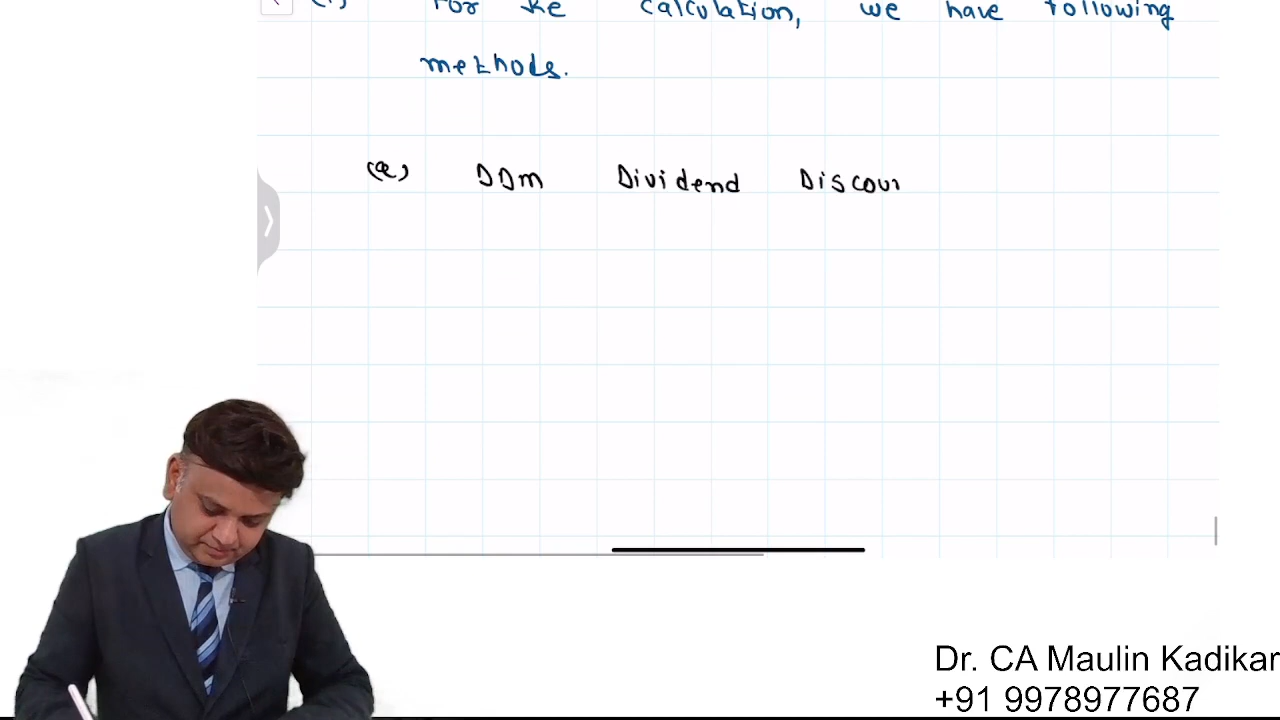 For ke calculation, we have following
methods.
(a) DDM Dividend Discou
Dr. CA Maulin Kadikar
+91 9978977687